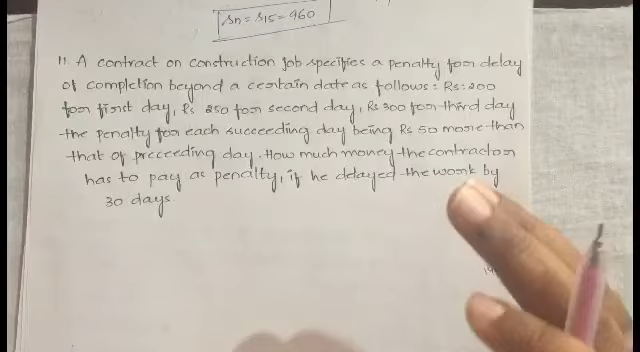 Sn = S15 = 960
11. A contract on construction job specifies a penalty for delay
of completion beyond a certain date as follows: Rs:200
for first day, Rs 250 for second day, Rs 300 for third day
the penalty for each succeeding day being Rs 50 more than
that of preceeding day. How much money the contractor
has to pay as penalty, if he delayed the work by
30 days